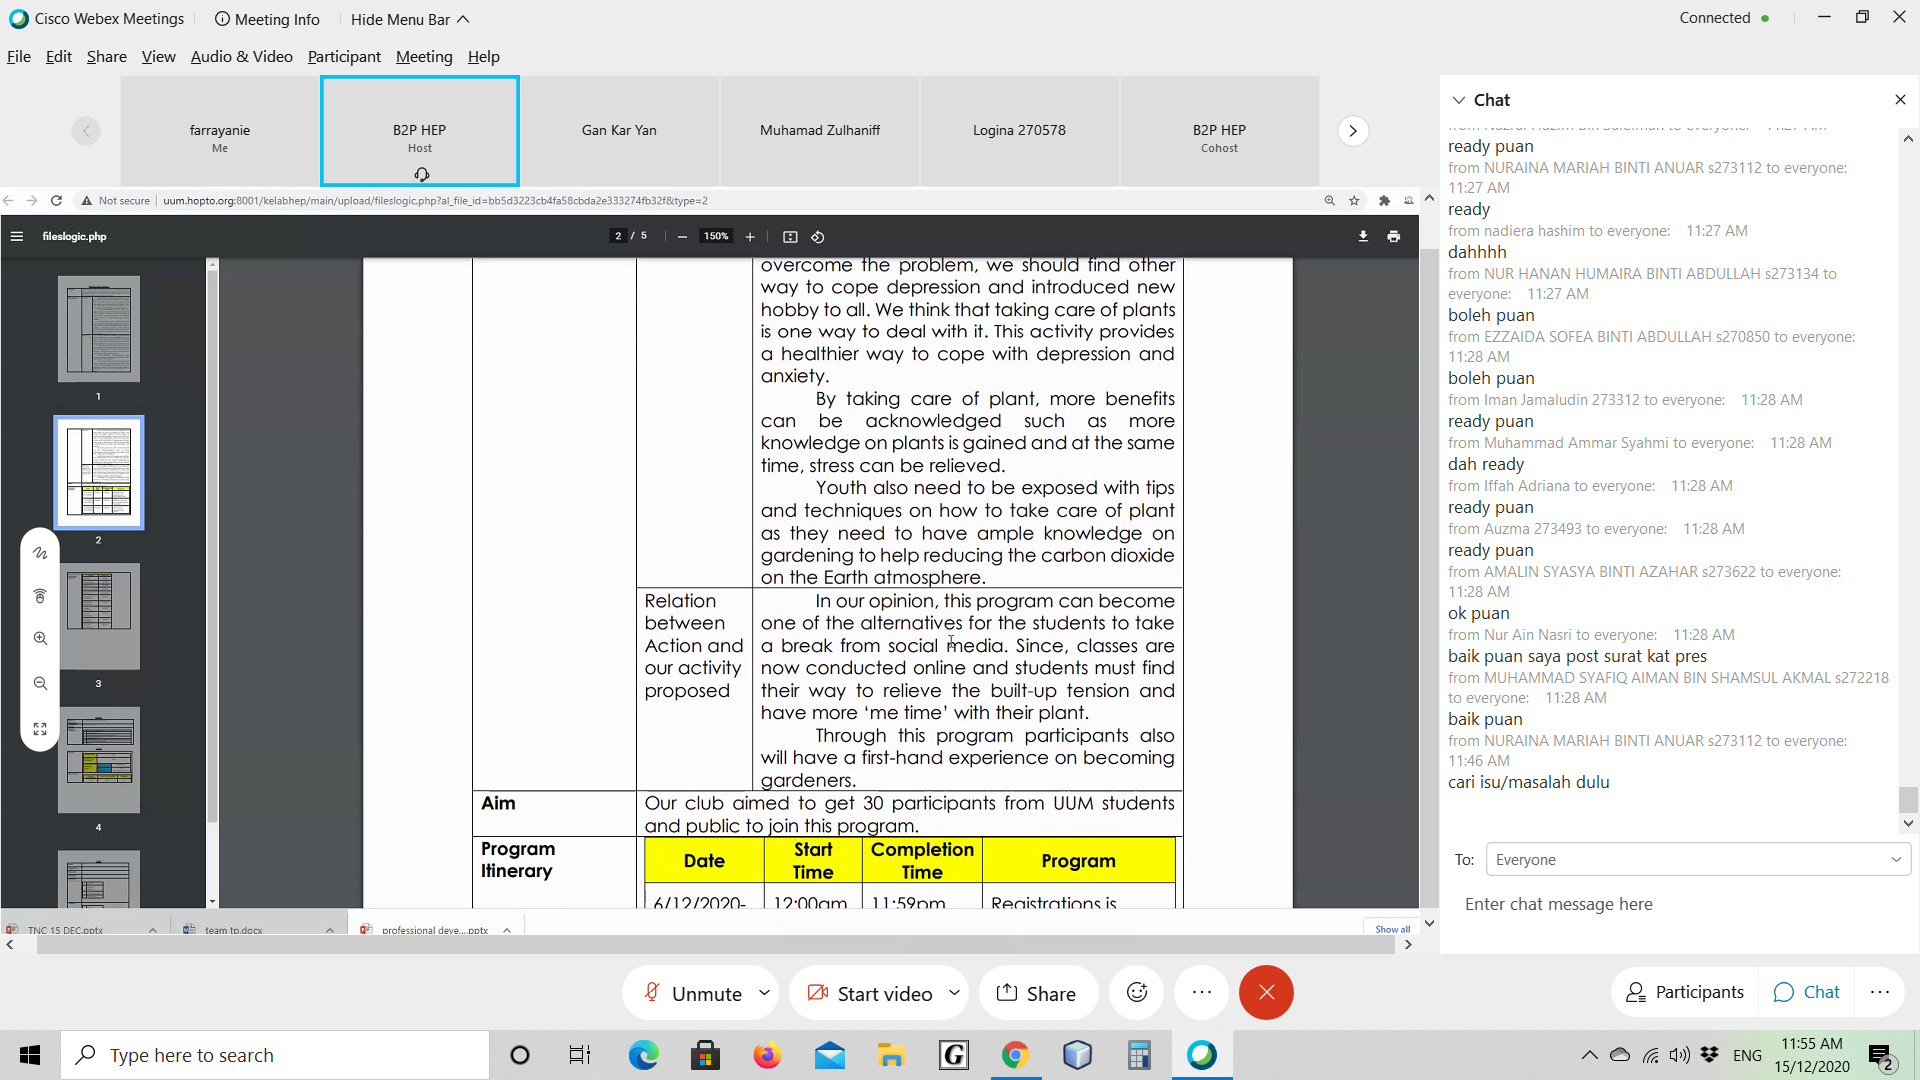 Cisco Webex Meetings
Meeting Info
Hide Menu Bar
Connected
File Edit Share View Audio & Video Participant Meeting Help
farrayanie
Me
B2P HEP
Host
Gan Kar Yan
Muhamad Zulhaniff
Logina 270578
B2P HEP
Cohost
Not secure
uum.hopto.org:8001/kelabhep/main/upload/fileslogic.php?al_file_id=bb5d3223cb4fa58cbda2e333274fb32f&type=2
fileslogic.php
2 / 5
150%
1
2
3
4
overcome the problem, we should find other
way to cope depression and introduced new
hobby to all. We think that taking care of plants
is one way to deal with it. This activity provides
a healthier way to cope with depression and
anxiety.
By taking care of plant, more benefits
can be acknowledged such as more
knowledge on plants is gained and at the same
time, stress can be relieved.
Youth also need to be exposed with tips
and techniques on how to take care of plant
as they need to have ample knowledge on
gardening to help reducing the carbon dioxide
on the Earth atmosphere.
Relation
between
Action and
our activity
proposed
In our opinion, this program can become
one of the alternatives for the students to take
a break from social media. Since, classes are
now conducted online and students must find
their way to relieve the built-up tension and
have more ‘me time’ with their plant.
Through this program participants also
will have a first-hand experience on becoming
gardeners.
Aim
Our club aimed to get 30 participants from UUM students
and public to join this program.
Program
Itinerary
Date
Start
Time
Completion
Time
Program
6/12/2020-
12:00am
11:59pm
Registrations is
TNC 15 DEC.pptx
team tp.docx
professional deve....pptx
Show all
Chat
ready puan
from NURAINA MARIAH BINTI ANUAR s273112 to everyone:
11:27 AM
ready
from nadiera hashim to everyone: 11:27 AM
dahhhh
from NUR HANAN HUMAIRA BINTI ABDULLAH s273134 to
everyone: 11:27 AM
boleh puan
from EZZAIDA SOFEA BINTI ABDULLAH s270850 to everyone:
11:28 AM
boleh puan
from Iman Jamaludin 273312 to everyone: 11:28 AM
ready puan
from Muhammad Ammar Syahmi to everyone: 11:28 AM
dah ready
from Iffah Adriana to everyone: 11:28 AM
ready puan
from Auzma 273493 to everyone: 11:28 AM
ready puan
from AMALIN SYASYA BINTI AZAHAR s273622 to everyone:
11:28 AM
ok puan
from Nur Ain Nasri to everyone: 11:28 AM
baik puan saya post surat kat pres
from MUHAMMAD SYAFIQ AIMAN BIN SHAMSUL AKMAL s272218
to everyone: 11:28 AM
baik puan
from NURAINA MARIAH BINTI ANUAR s273112 to everyone:
11:46 AM
cari isu/masalah dulu
To: Everyone
Enter chat message here
Unmute
Start video
Share
Participants
Chat
Type here to search
G
ENG
11:55 AM
15/12/2020
2